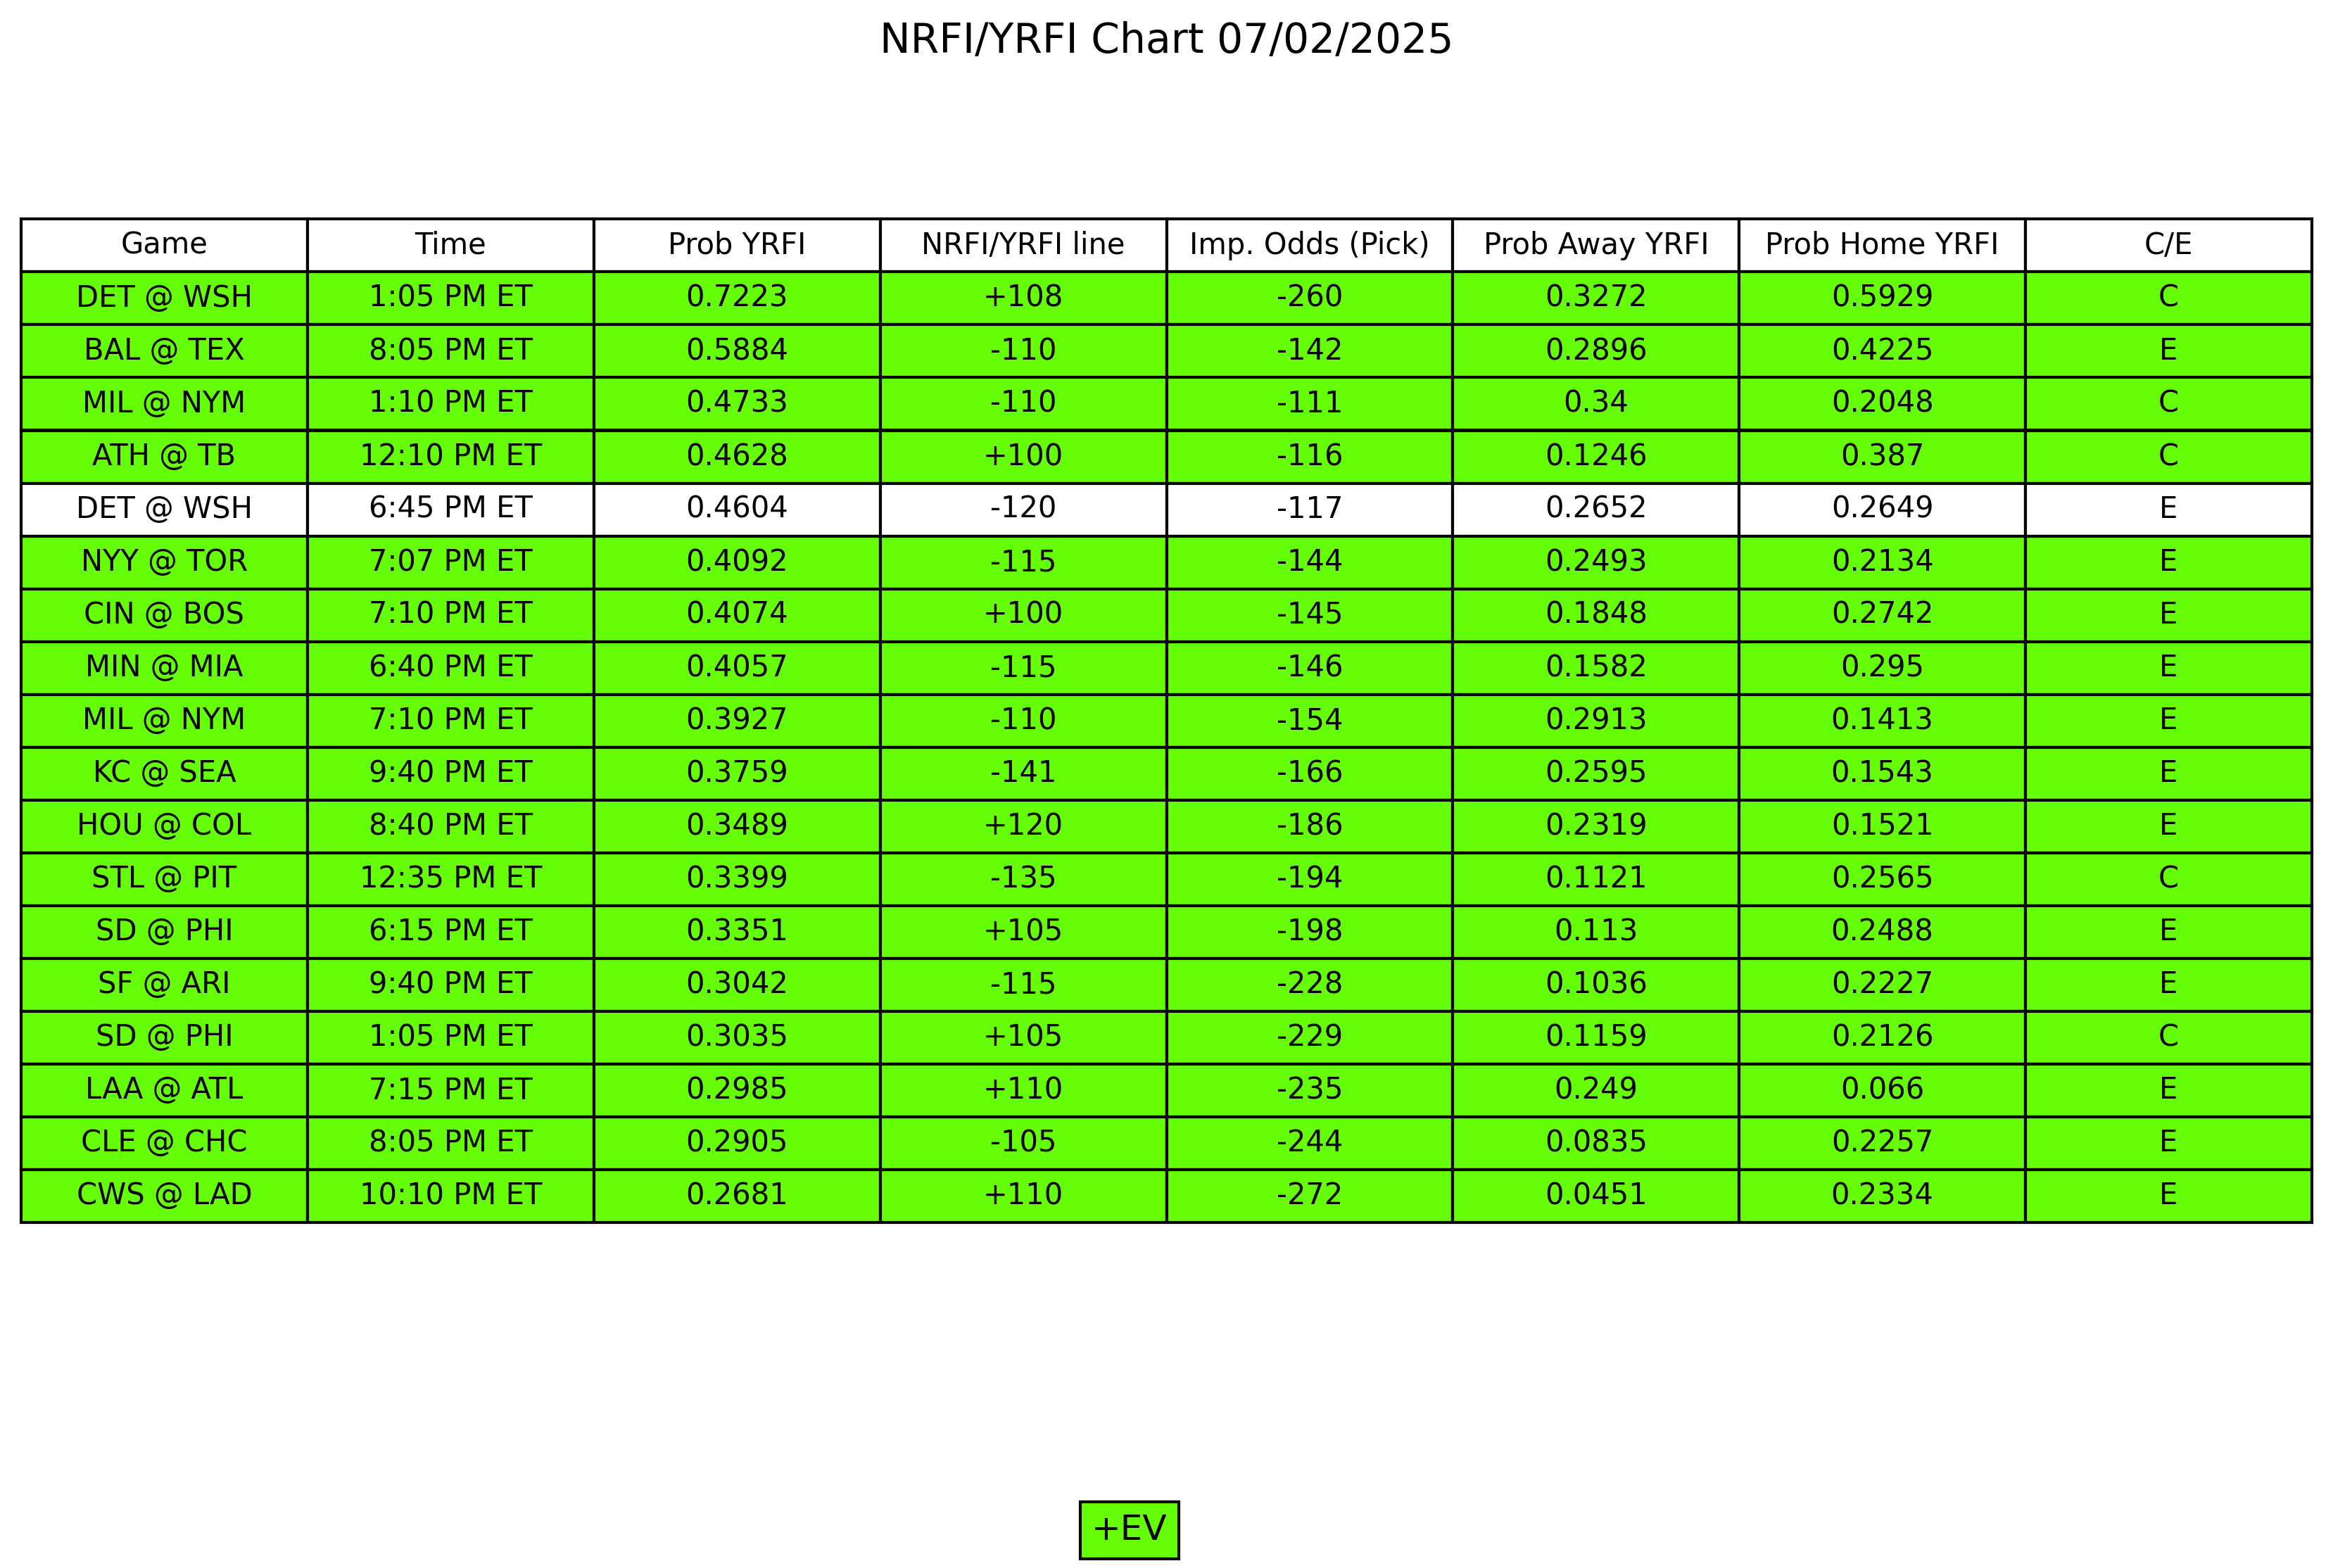 NRFI/YRFI Chart 07/02/2025
Game Time Prob YRFI NRFI/YRFI line Imp. Odds (Pick) Prob Away YRFI Prob Home YRFI C/E
DET @ WSH 1:05 PM ET 0.7223 +108 -260 0.3272 0.5929 C
BAL @ TEX 8:05 PM ET 0.5884 -110 -142 0.2896 0.4225 E
MIL @ NYM 1:10 PM ET 0.4733 -110 -111 0.34 0.2048 C
ATH @ TB 12:10 PM ET 0.4628 +100 -116 0.1246 0.387 C
DET @ WSH 6:45 PM ET 0.4604 -120 -117 0.2652 0.2649 E
NYY @ TOR 7:07 PM ET 0.4092 -115 -144 0.2493 0.2134 E
CIN @ BOS 7:10 PM ET 0.4074 +100 -145 0.1848 0.2742 E
MIN @ MIA 6:40 PM ET 0.4057 -115 -146 0.1582 0.295 E
MIL @ NYM 7:10 PM ET 0.3927 -110 -154 0.2913 0.1413 E
KC @ SEA 9:40 PM ET 0.3759 -141 -166 0.2595 0.1543 E
HOU @ COL 8:40 PM ET 0.3489 +120 -186 0.2319 0.1521 E
STL @ PIT 12:35 PM ET 0.3399 -135 -194 0.1121 0.2565 C
SD @ PHI 6:15 PM ET 0.3351 +105 -198 0.113 0.2488 E
SF @ ARI 9:40 PM ET 0.3042 -115 -228 0.1036 0.2227 E
SD @ PHI 1:05 PM ET 0.3035 +105 -229 0.1159 0.2126 C
LAA @ ATL 7:15 PM ET 0.2985 +110 -235 0.249 0.066 E
CLE @ CHC 8:05 PM ET 0.2905 -105 -244 0.0835 0.2257 E
CWS @ LAD 10:10 PM ET 0.2681 +110 -272 0.0451 0.2334 E
+EV